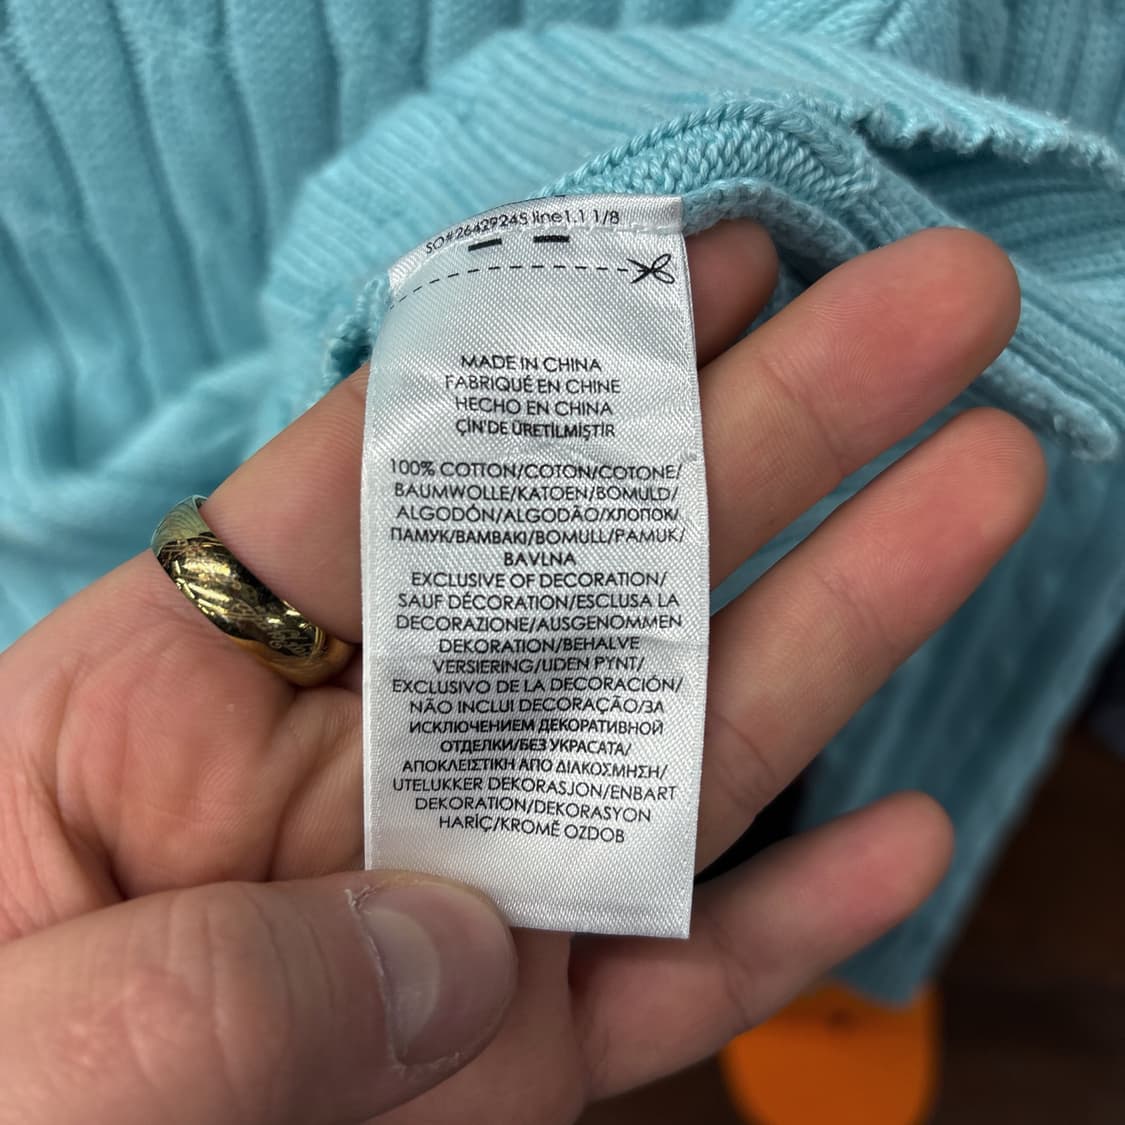 SO#2642924S line1.1 1/8
MADE IN CHINA
FABRIQUÉ EN CHINE
HECHO EN CHINA
ÇİN'DE ÜRETİLMİŞTİR
100% COTTON/COTON/COTONE/
BAUMWOLLE/KATOEN/BOMULD/
ALGODÓN/ALGODÃO/ХЛОПОК/
ПАМУК/ΒΑΜΒΑΚΙ/BOMULL/PAMUK/
BAVLNA
EXCLUSIVE OF DECORATION/
SAUF DÉCORATION/ESCLUSA LA
DECORAZIONE/AUSGENOMMEN
DEKORATION/BEHALVE
VERSIERING/UDEN PYNT/
EXCLUSIVO DE LA DECORACIÓN/
NÃO INCLUI DECORAÇÃO/ЗА
ИСКЛЮЧЕНИЕМ ДЕКОРАТИВНОЙ
ОТДЕЛКИ/БЕЗ УКРАСАТА/
ΑΠΟΚΛΕΙΣΤΙΚΗ ΑΠΟ ΔΙΑΚΟΣΜΗΣΗ/
UTELUKKER DEKORASJON/ENBART
DEKORATION/DEKORASYON
HARİÇ/KROMĚ OZDOB